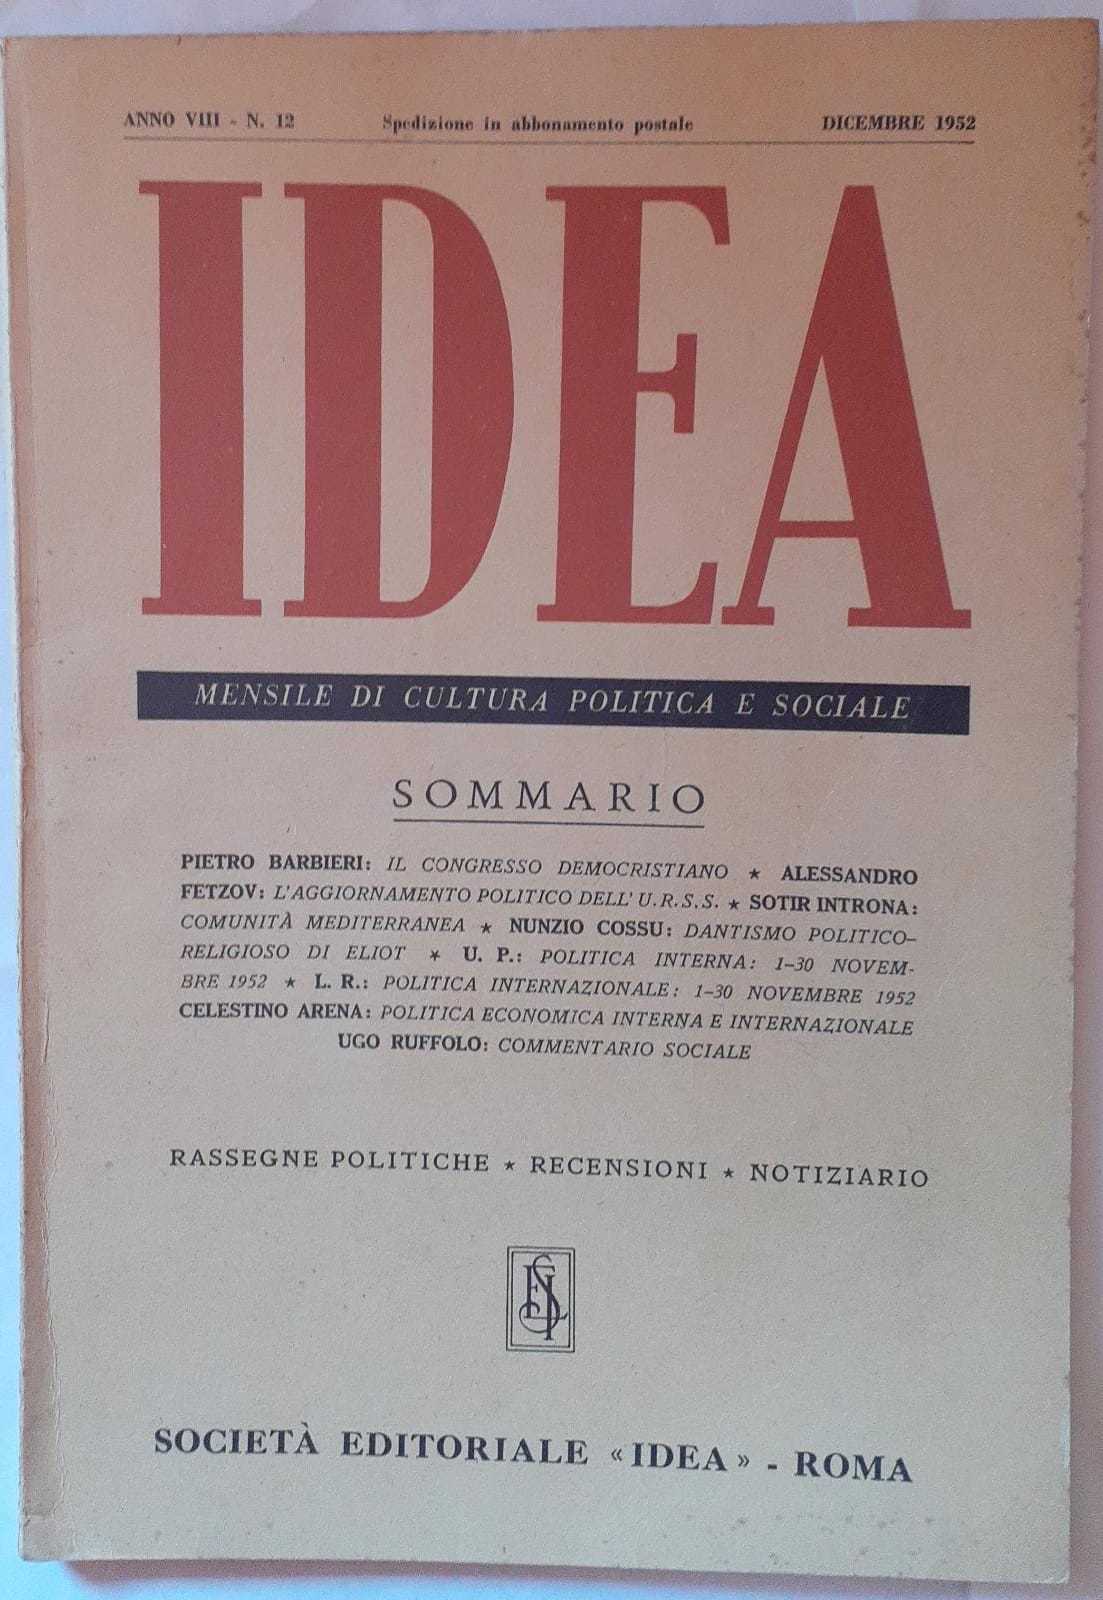 ANNO VIII - N. 12 Spedizione in abbonamento postale DICEMBRE 1952
IDEA
MENSILE DI CULTURA POLITICA E SOCIALE
SOMMARIO
PIETRO BARBIERI: IL CONGRESSO DEMOCRISTIANO ★ ALESSANDRO
FETZOV: L'AGGIORNAMENTO POLITICO DELL' U.R.S.S. ★ SOTIR INTRONA:
COMUNITÀ MEDITERRANEA ★ NUNZIO COSSU: DANTISMO POLITICO-
RELIGIOSO DI ELIOT ★ U. P.: POLITICA INTERNA: 1-30 NOVEM-
BRE 1952 ★ L. R.: POLITICA INTERNAZIONALE: 1-30 NOVEMBRE 1952
CELESTINO ARENA: POLITICA ECONOMICA INTERNA E INTERNAZIONALE
UGO RUFFOLO: COMMENTARIO SOCIALE
RASSEGNE POLITICHE ★ RECENSIONI ★ NOTIZIARIO
SOCIETÀ EDITORIALE «IDEA» - ROMA